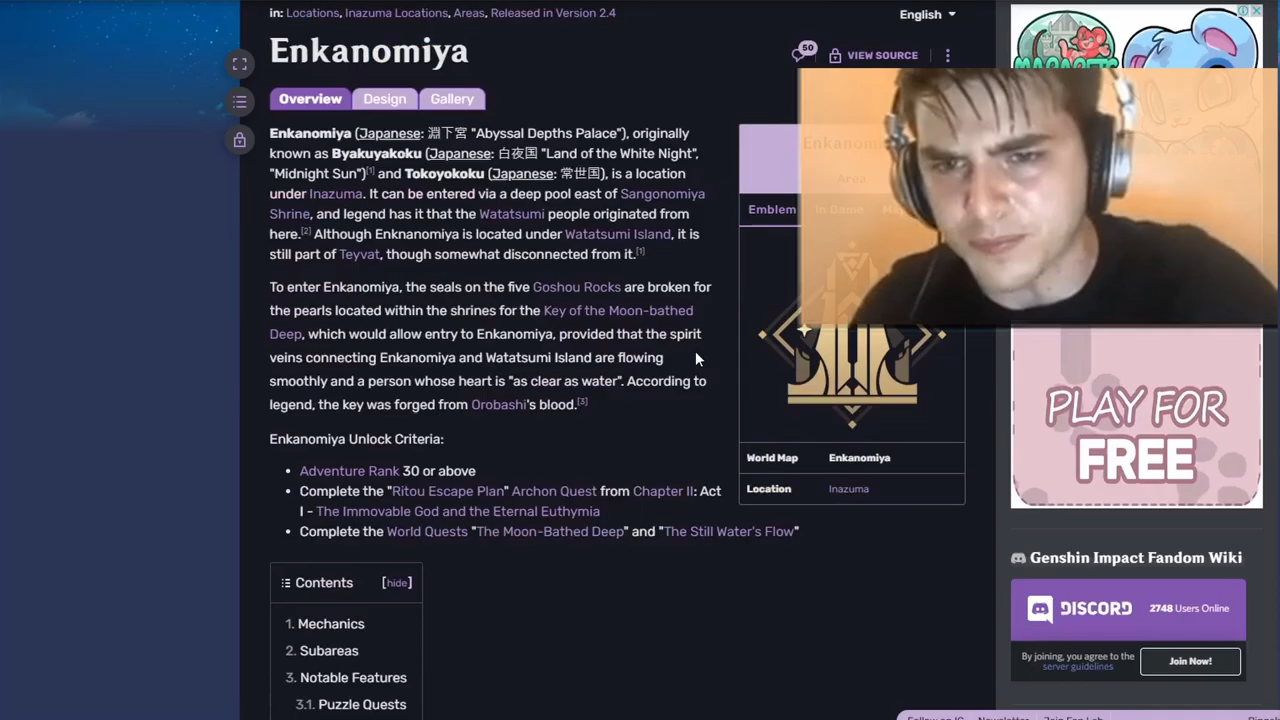 in: Locations, Inazuma Locations, Areas, Released in Version 2.4
English
Enkanomiya
50
VIEW SOURCE
Overview
Design
Gallery
Enkanomiya (Japanese: 淵下宮 "Abyssal Depths Palace"), originally
known as Byakuyakoku (Japanese: 白夜国 "Land of the White Night",
"Midnight Sun")[1] and Tokoyokoku (Japanese: 常世国), is a location
under Inazuma. It can be entered via a deep pool east of Sangonomiya
Shrine, and legend has it that the Watatsumi people originated from
here.[2] Although Enknanomiya is located under Watatsumi Island, it is
still part of Teyvat, though somewhat disconnected from it.[1]
To enter Enkanomiya, the seals on the five Goshou Rocks are broken for
the pearls located within the shrines for the Key of the Moon-bathed
Deep, which would allow entry to Enkanomiya, provided that the spirit
veins connecting Enkanomiya and Watatsumi Island are flowing
smoothly and a person whose heart is "as clear as water". According to
legend, the key was forged from Orobashi's blood.[3]
Enkanomiya Unlock Criteria:
• Adventure Rank 30 or above
• Complete the "Ritou Escape Plan" Archon Quest from Chapter II: Act
I - The Immovable God and the Eternal Euthymia
• Complete the World Quests "The Moon-Bathed Deep" and "The Still Water's Flow"
Contents [hide]
1. Mechanics
2. Subareas
3. Notable Features
3.1. Puzzle Quests
Enkanom
Area
Emblem
In Game
World Map Enkanomiya
Location Inazuma
PLAY FOR
FREE
Genshin Impact Fandom Wiki
DISCORD
2748 Users Online
By joining, you agree to the
server guidelines
Join Now!